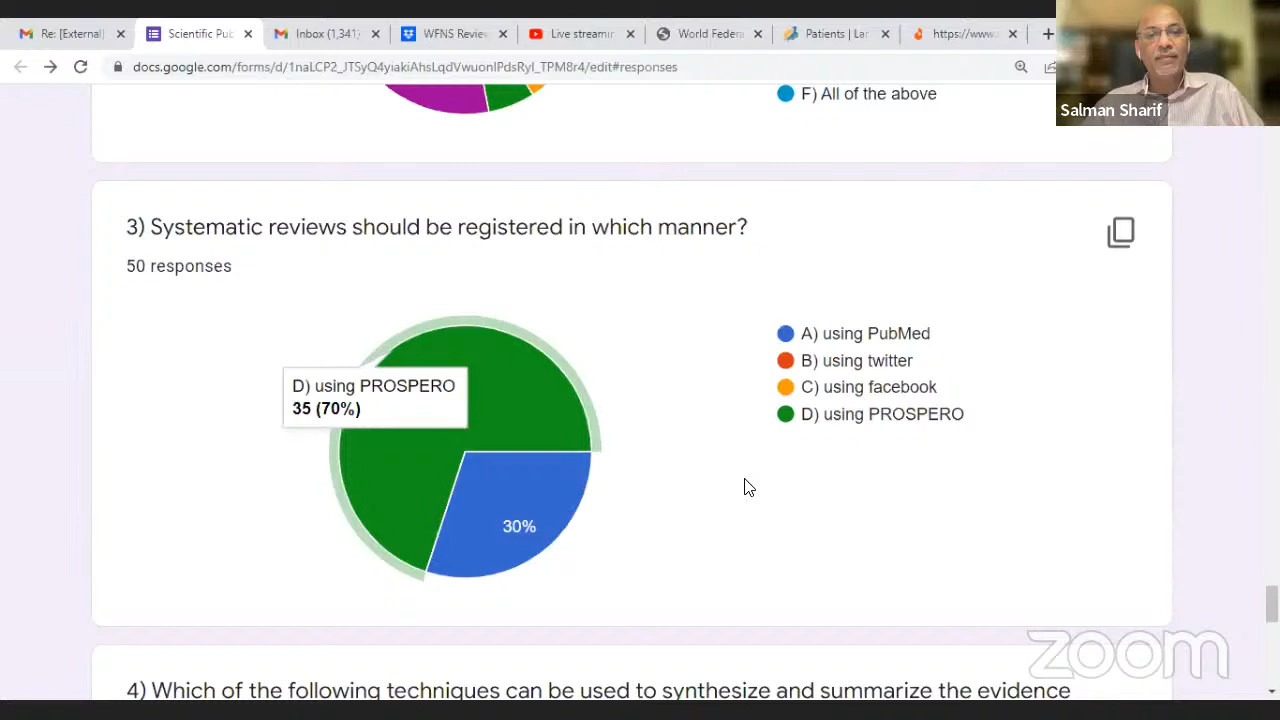 Re: [External]
Scientific Pub
Inbox (1,341)
WFNS Review
Live streamin
World Federa
Patients | Lar
https://www.
docs.google.com/forms/d/1naLCP2_JTSyQ4yiakiAhsLqdVwuonlPdsRyl_TPM8r4/edit#responses
Salman Sharif
F) All of the above
3) Systematic reviews should be registered in which manner?
50 responses
A) using PubMed
B) using twitter
C) using facebook
D) using PROSPERO
D) using PROSPERO
35 (70%)
30%
zoom
4) Which of the following techniques can be used to synthesize and summarize the evidence